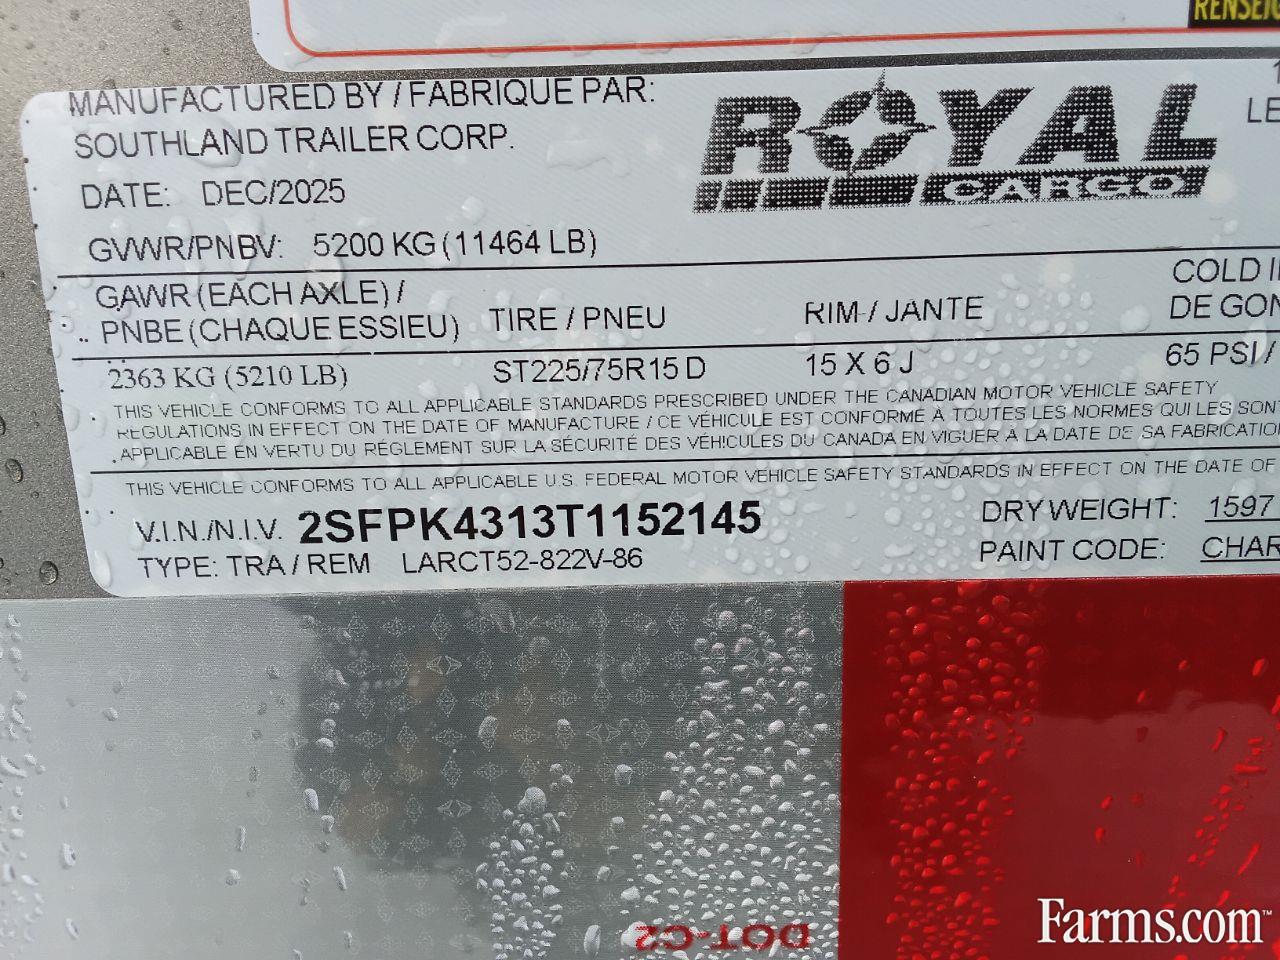 RENSEIG
MANUFACTURED BY / FABRIQUE PAR:
SOUTHLAND TRAILER CORP.
ROYAL
CARGO
LE
DATE: DEC/2025
GVWR/PNBV: 5200 KG (11464 LB)
GAWR (EACH AXLE) /
PNBE (CHAQUE ESSIEU)
TIRE / PNEU
RIM / JANTE
COLD I
DE GON
2363 KG (5210 LB)
ST225/75R15 D
15 X 6 J
65 PSI /
THIS VEHICLE CONFORMS TO ALL APPLICABLE STANDARDS PRESCRIBED UNDER THE CANADIAN MOTOR VEHICLE SAFETY
REGULATIONS IN EFFECT ON THE DATE OF MANUFACTURE / CE VÉHICULE EST CONFORME À TOUTES LES NORMES QUI LES SONT
APPLICABLE EN VERTU DU RÉGLEMENT SUR LA SÉCURITÉ DES VÉHICULES DU CANADA EN VIGUER A LA DATE DE SA FABRICATIO
THIS VEHICLE CONFORMS TO ALL APPLICABLE U.S. FEDERAL MOTOR VEHICLE SAFETY STANDARDS IN EFFECT ON THE DATE OF
V.I.N./N.I.V. 2SFPK4313T1152145
DRY WEIGHT: 1597
TYPE: TRA / REM LARCT52-822V-86
PAINT CODE: CHAR
DOT-C2
Farms.com™